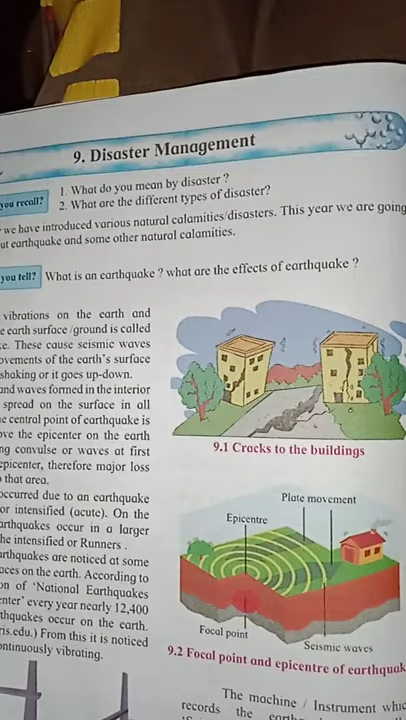 9. Disaster Management
you recall?
1. What do you mean by disaster ?
2. What are the different types of disaster?
we have introduced various natural calamities/disasters. This year we are going
ut earthquake and some other natural calamities.
you tell? What is an earthquake ? what are the effects of earthquake ?
vibrations on the earth and
e earth surface /ground is called
ke. These cause seismic waves
ovements of the earth's surface
shaking or it goes up-down.
and waves formed in the interior
spread on the surface in all
he central point of earthquake is
ove the epicenter on the earth
ng convulse or waves at first
epicenter, therefore major loss
that area.
occurred due to an earthquake
or intensified (acute). On the
arthquakes occur in a larger
he intensified or Runners .
arthquakes are noticed at some
aces on the earth. According to
on of 'National Earthquakes
enter' every year nearly 12,400
thquakes occur on the earth.
ris.edu.) From this it is noticed
ontinuously vibrating.
9.1 Cracks to the buildings
Plate movement
Epicentre
Focal point
Seismic waves
9.2 Focal point and epicentre of earthquak
The machine / Instrument whic
records the